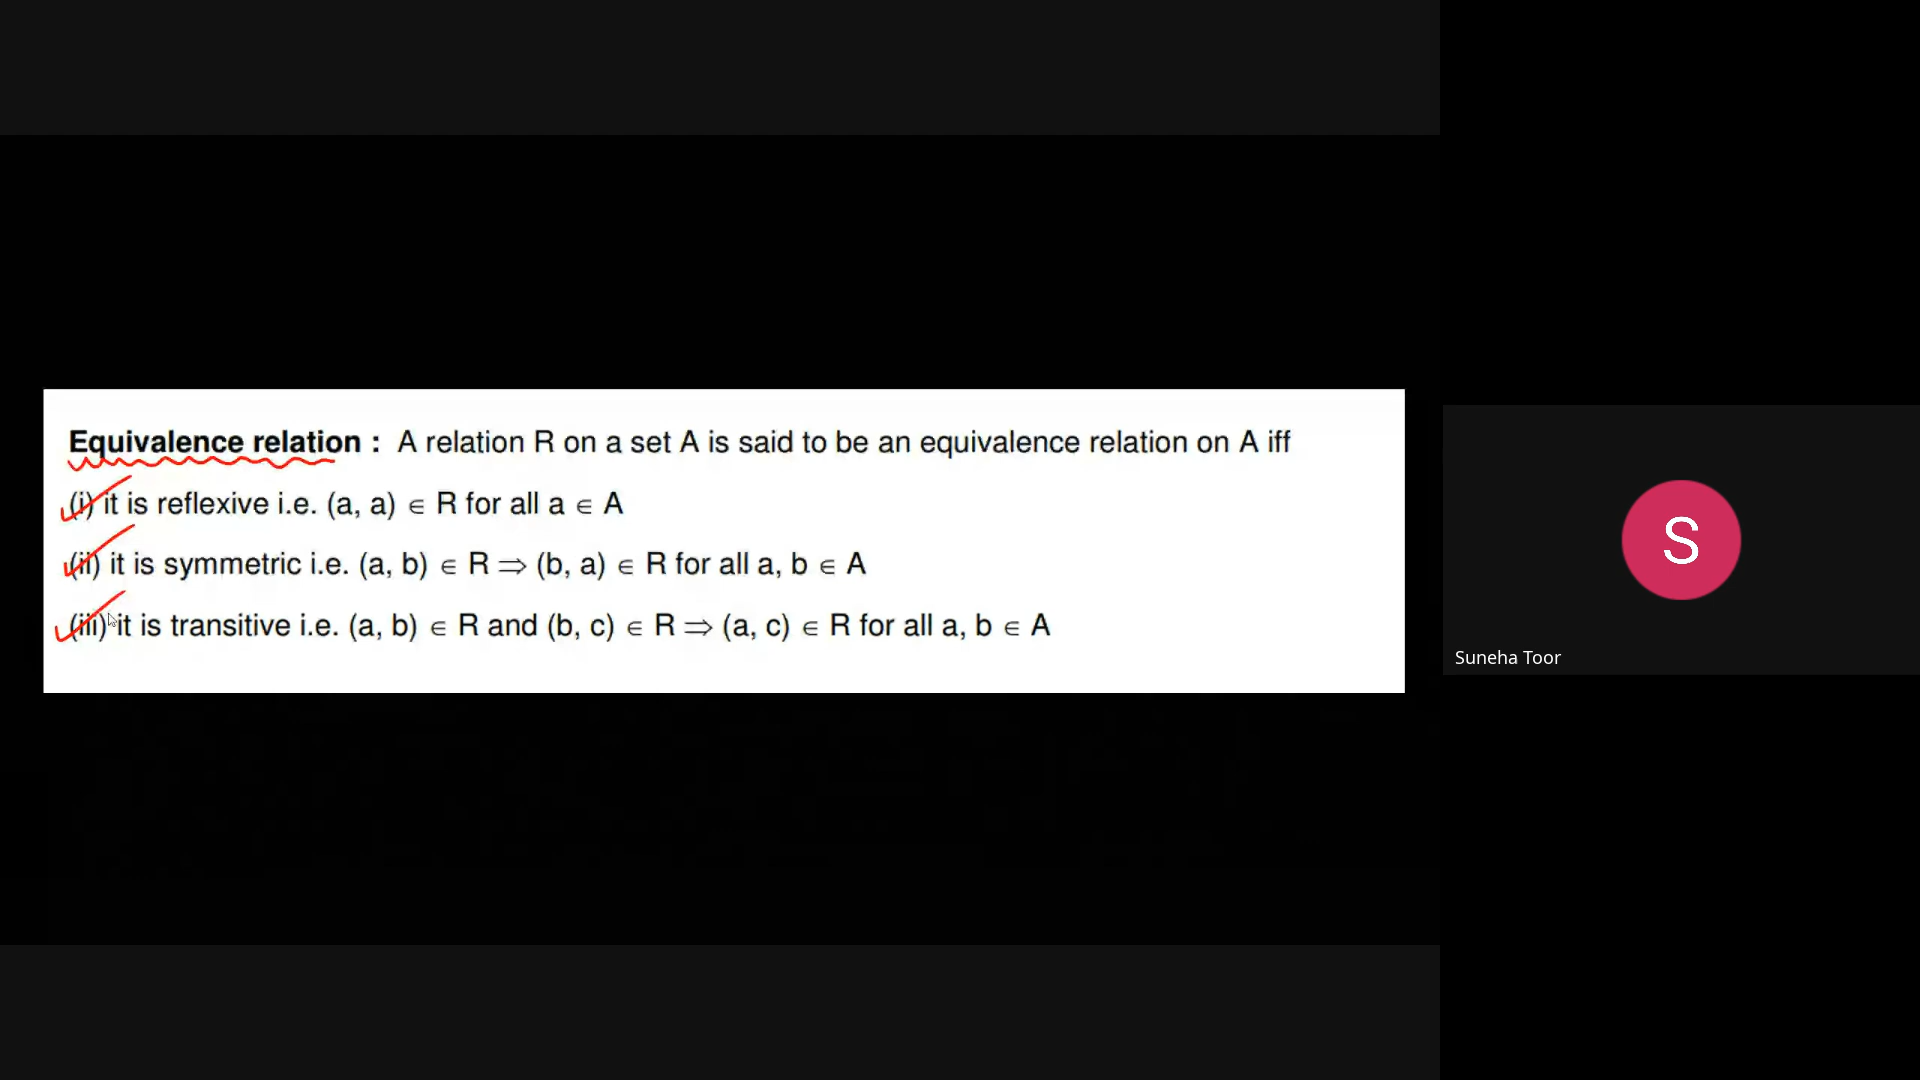 Equivalence relation : A relation R on a set A is said to be an equivalence relation on A iff
(i) it is reflexive i.e. (a, a) ∈ R for all a ∈ A
(ii) it is symmetric i.e. (a, b) ∈ R ⇒ (b, a) ∈ R for all a, b ∈ A
(iii) it is transitive i.e. (a, b) ∈ R and (b, c) ∈ R ⇒ (a, c) ∈ R for all a, b ∈ A
S
Suneha Toor